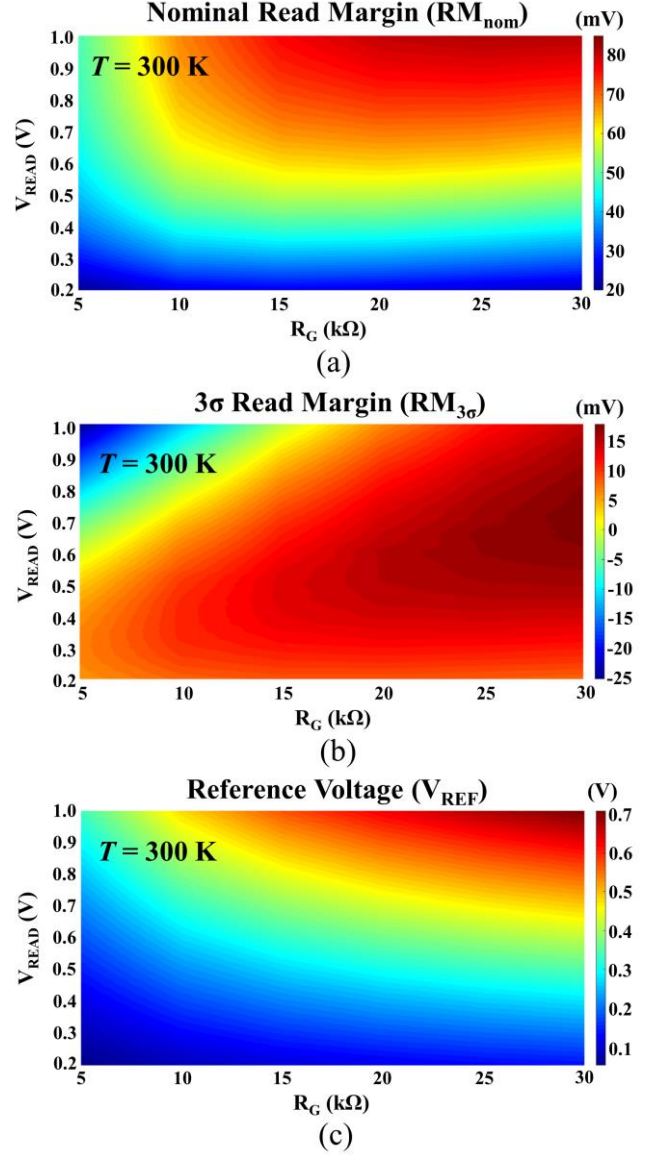 Nominal Read Margin (RMnom)
(mV)
T = 300 K
VREAD (V)
1.0
0.9
0.8
0.7
0.6
0.5
0.4
0.3
0.2
80
70
60
50
40
30
20
5 10 15 20 25 30
RG (kΩ)
(a)
3σ Read Margin (RM3σ)
(mV)
T = 300 K
VREAD (V)
1.0
0.9
0.8
0.7
0.6
0.5
0.4
0.3
0.2
15
10
5
0
-5
-10
-15
-20
-25
5 10 15 20 25 30
RG (kΩ)
(b)
Reference Voltage (VREF)
(V)
T = 300 K
VREAD (V)
1.0
0.9
0.8
0.7
0.6
0.5
0.4
0.3
0.2
0.7
0.6
0.5
0.4
0.3
0.2
0.1
5 10 15 20 25 30
RG (kΩ)
(c)